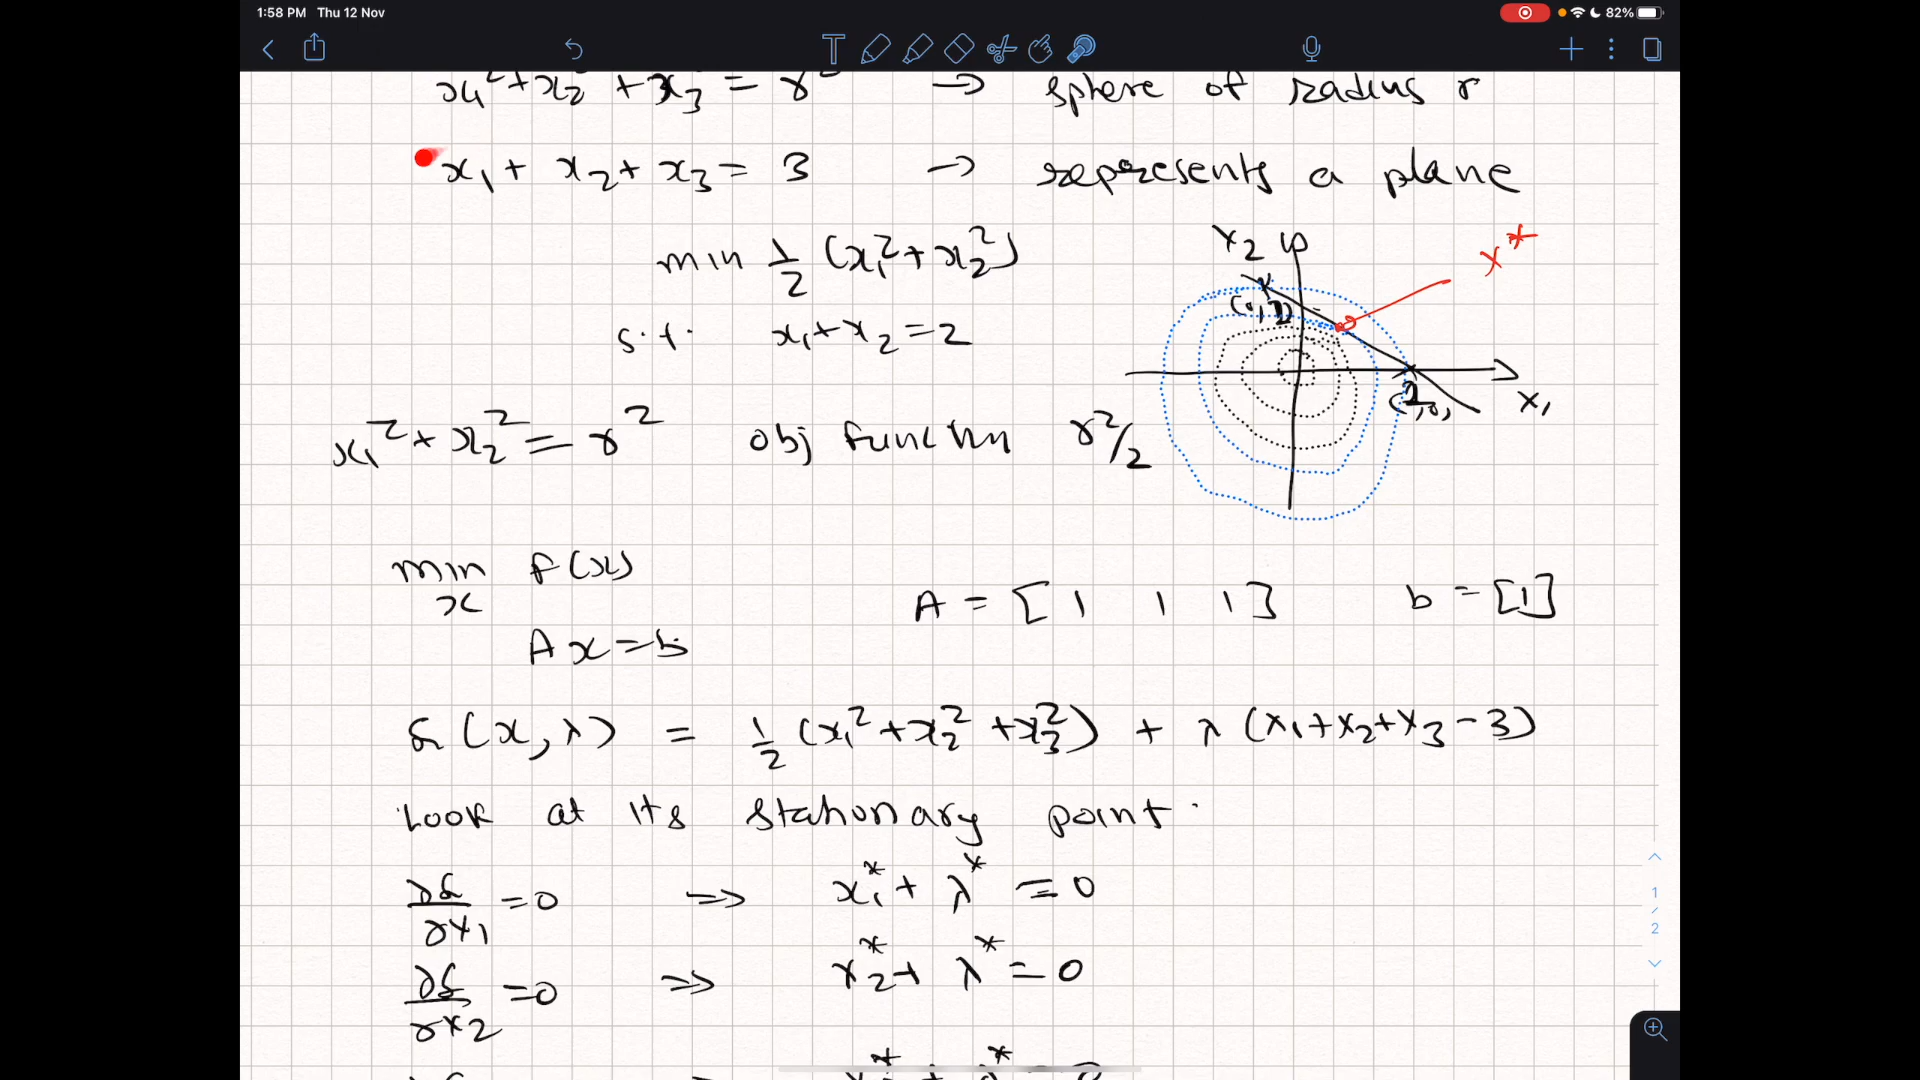 1:58 PM Thu 12 Nov
82%
x₁² + x₂² + x₃² = r² → sphere of radius r
x₁ + x₂ + x₃ = 3 → represents a plane
min 1/2 (x₁² + x₂²)
s.t. x₁ + x₂ = 2
x₂
x*
(0,2)
(2,0)
x₁
x₁² + x₂² = r² obj function r²/2
min f(x)
x
Ax = b
A = [ 1 1 1 ] b = [1]
L(x, λ) = 1/2 (x₁² + x₂² + x₃²) + λ (x₁ + x₂ + x₃ - 3)
Look at its stationary point.
∂L/∂x₁ = 0 ⇒ x₁* + λ* = 0
∂L/∂x₂ = 0 ⇒ x₂* + λ* = 0
1
/
2